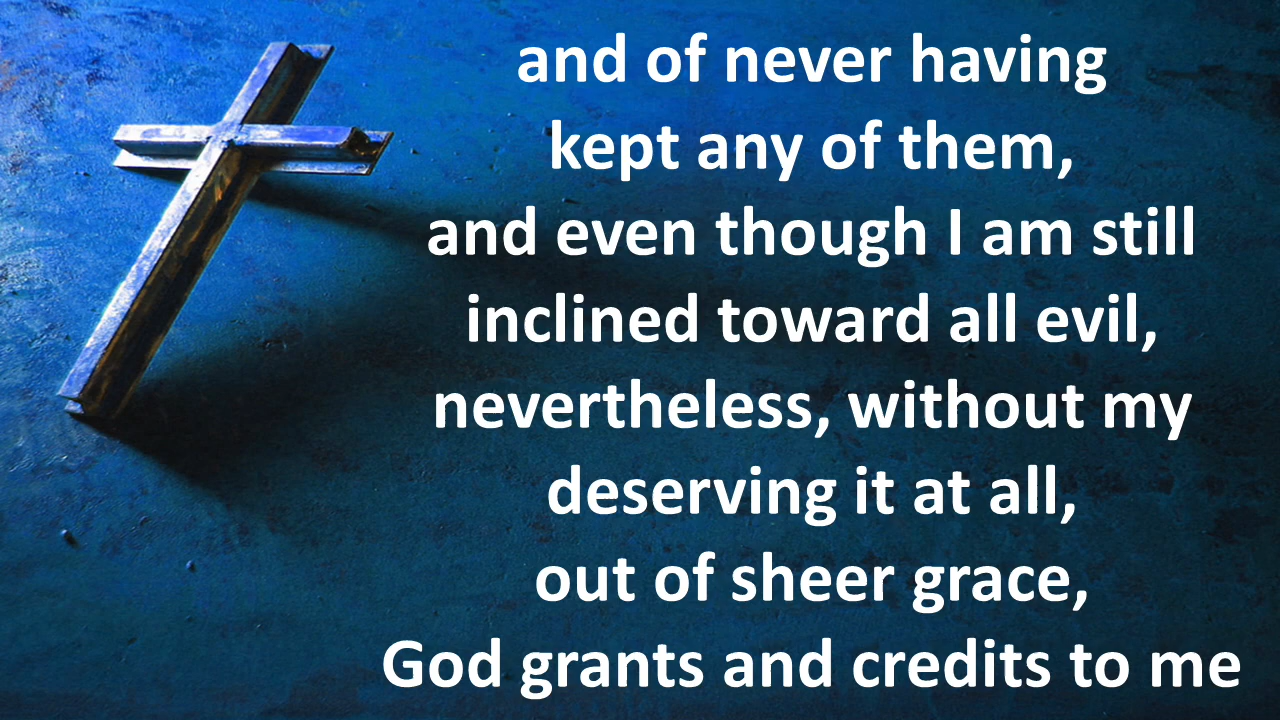 and of never having
kept any of them,
and even though I am still
inclined toward all evil,
nevertheless, without my
deserving it at all,
out of sheer grace,
God grants and credits to me